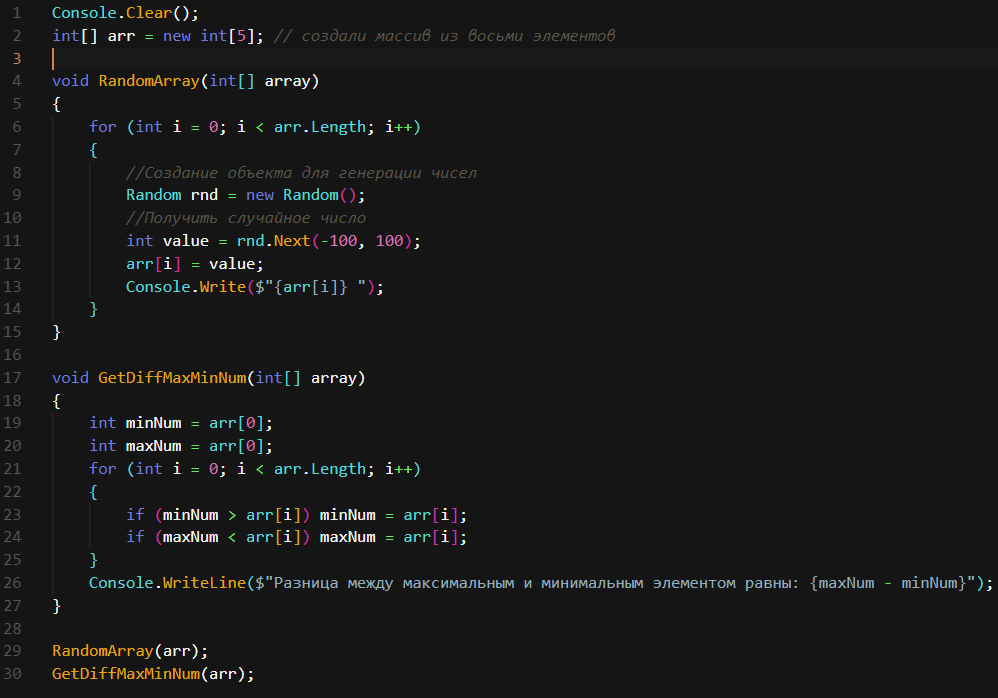 1 Console.Clear();
2 int[] arr = new int[5]; // создали массив из восьми элементов
3
4 void RandomArray(int[] array)
5 {
6     for (int i = 0; i < arr.Length; i++)
7     {
8         //Создание объекта для генерации чисел
9         Random rnd = new Random();
10         //Получить случайное число
11         int value = rnd.Next(-100, 100);
12         arr[i] = value;
13         Console.Write($"{arr[i]} ");
14     }
15 }
16
17 void GetDiffMaxMinNum(int[] array)
18 {
19     int minNum = arr[0];
20     int maxNum = arr[0];
21     for (int i = 0; i < arr.Length; i++)
22     {
23         if (minNum > arr[i]) minNum = arr[i];
24         if (maxNum < arr[i]) maxNum = arr[i];
25     }
26     Console.WriteLine($"Разница между максимальным и минимальным элементом равны: {maxNum - minNum}");
27 }
28
29 RandomArray(arr);
30 GetDiffMaxMinNum(arr);